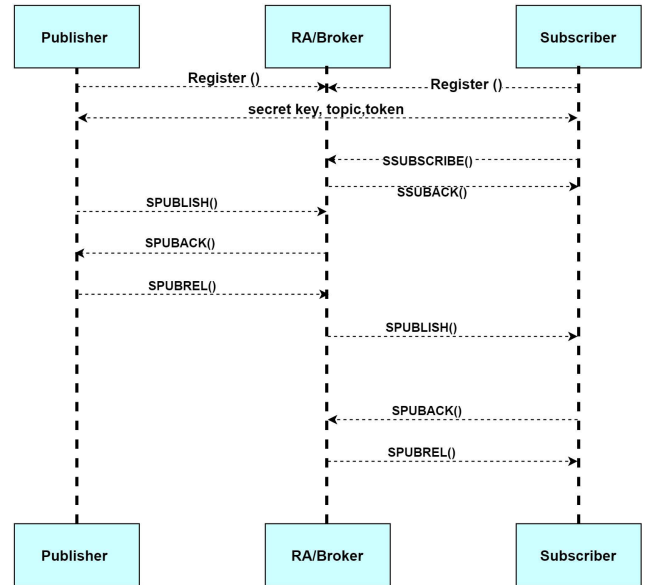 Publisher
RA/Broker
Subscriber
Register ()
Register ()
secret key, topic,token
SSUBSCRIBE()
SSUBACK()
SPUBLISH()
SPUBACK()
SPUBREL()
SPUBLISH()
SPUBACK()
SPUBREL()
Publisher
RA/Broker
Subscriber